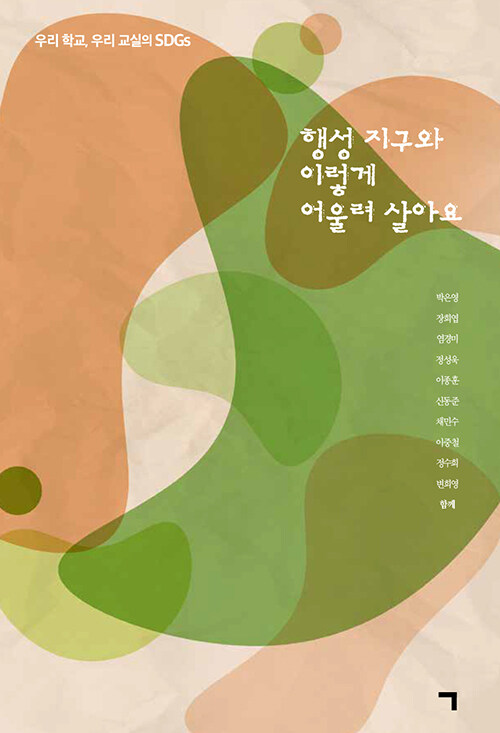 우리 학교, 우리 교실의 SDGs
행성 지구와
이렇게
어울려 살아요
박은영
장희엽
염경미
정성욱
이종훈
신동준
채민수
이중철
정수희
변희영
함께
ㄱ